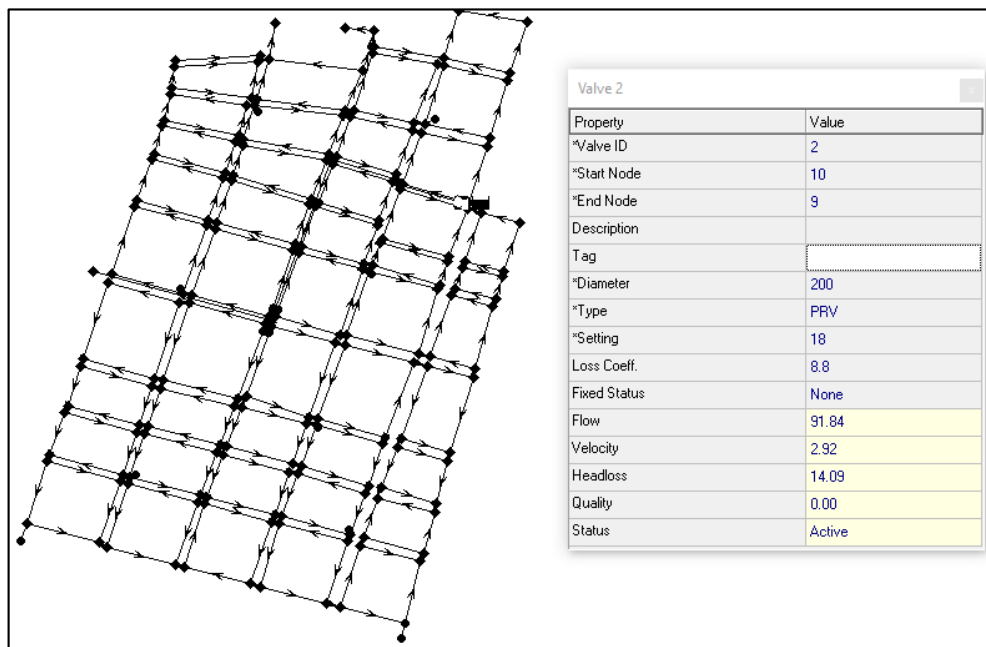 Valve 2
Property Value
*Valve ID 2
*Start Node 10
*End Node 9
Description
Tag
*Diameter 200
*Type PRV
*Setting 18
Loss Coeff. 8.8
Fixed Status None
Flow 91.84
Velocity 2.92
Headloss 14.09
Quality 0.00
Status Active